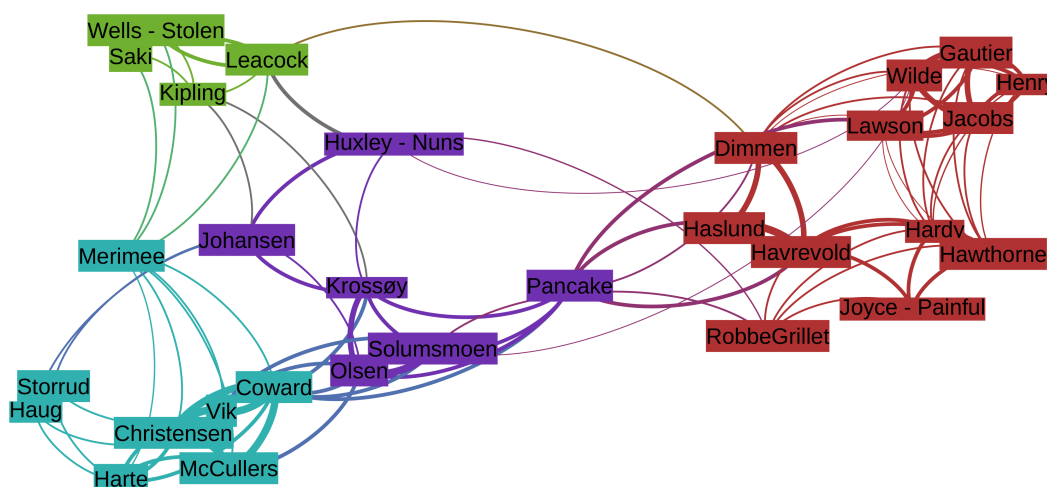 Wells - Stolen
Saki
Leacock
Kipling
Huxley - Nuns
Gautier
Wilde
Henry
Jacobs
Lawson
Dimmen
Merimee
Johansen
Haslund
Havrevold
Hardy
Hawthorne
Krossøy
Pancake
Joyce - Painful
RobbeGrillet
Solumsmoen
Olsen
Storrud
Haug
Coward
Vik
Christensen
McCullers
Harte